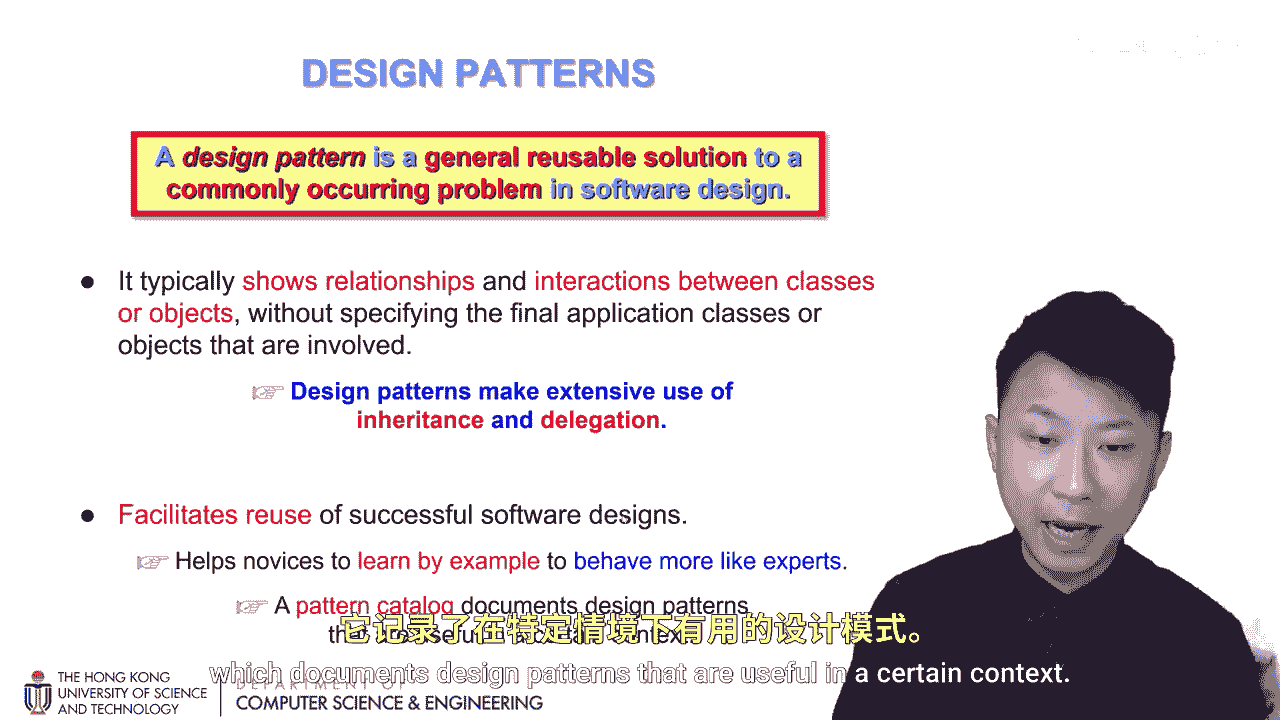 DESIGN PATTERNS
A design pattern is a general reusable solution to a
commonly occurring problem in software design.
● It typically shows relationships and interactions between classes
or objects, without specifying the final application classes or
objects that are involved.
☞ Design patterns make extensive use of
inheritance and delegation.
● Facilitates reuse of successful software designs.
☞ Helps novices to learn by example to behave more like experts.
☞ A pattern catalog documents design patterns
它记录了在特定情境下有用的设计模式。
which documents design patterns that are useful in a certain context.
THE HONG KONG
UNIVERSITY OF SCIENCE
AND TECHNOLOGY
DEPARTMENT OF
COMPUTER SCIENCE & ENGINEERING